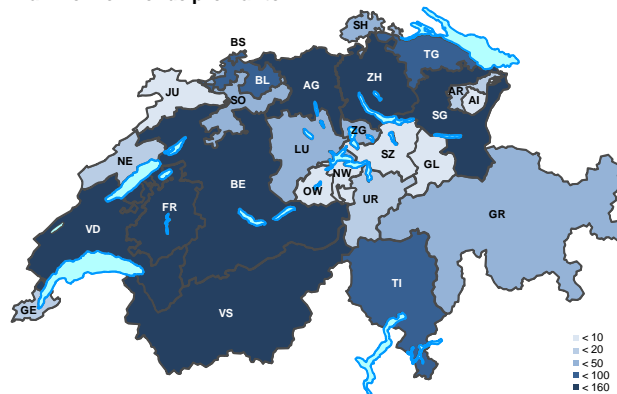 SH
BS
TG
BL
ZH
AG
JU
AR
AI
SO
SG
ZG
LU
SZ
NE
GL
NW
BE
OW
UR
FR
GR
VD
TI
GE
VS
< 10
< 20
< 50
< 100
< 160